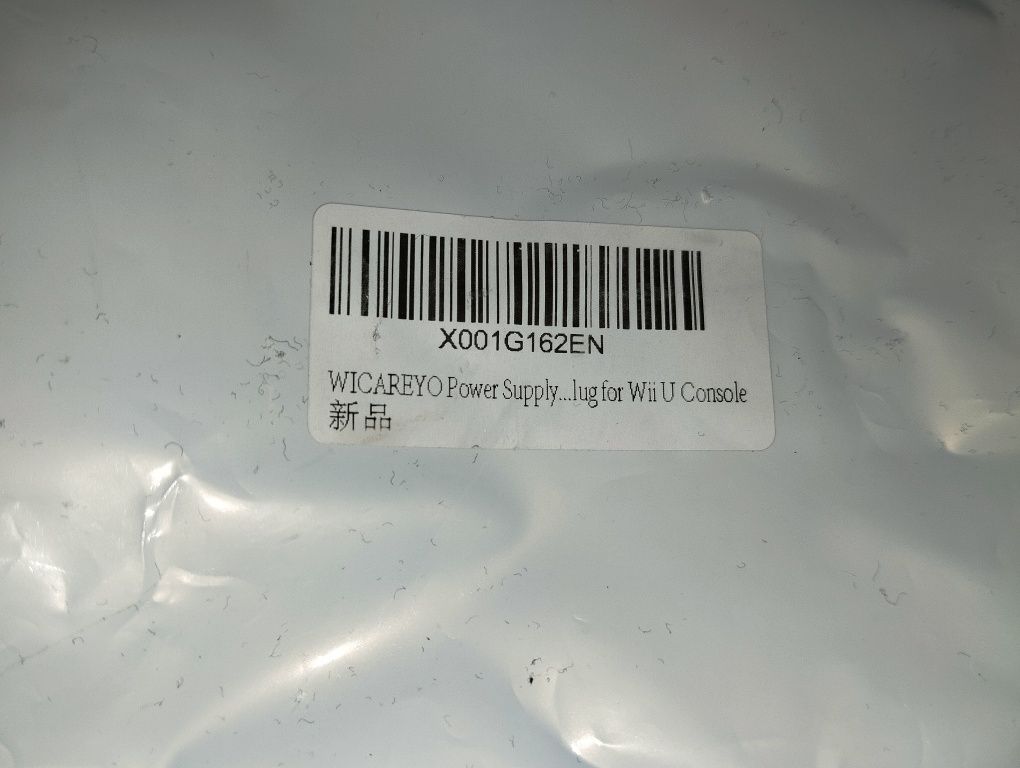 X001G162EN
WICAREYO Power Supply...lug for Wii U Console
新品